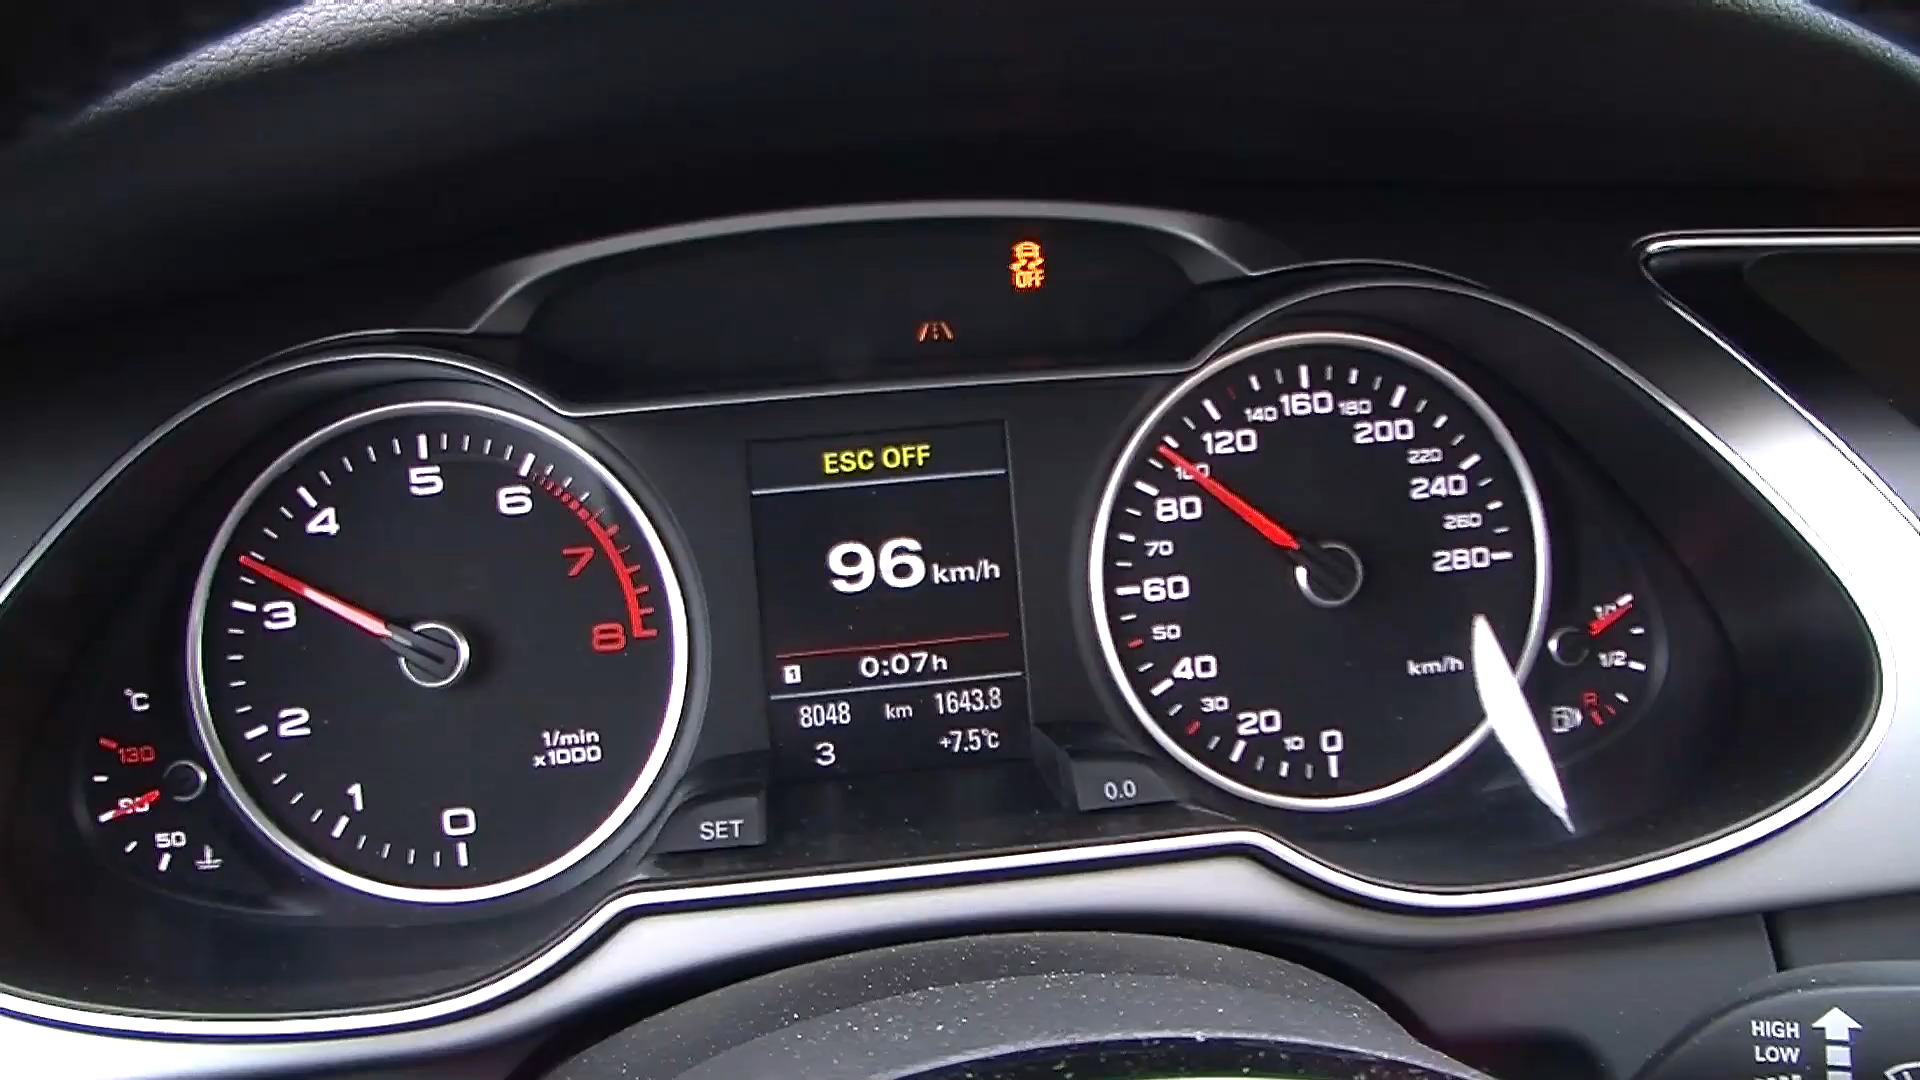 OFF
ESC OFF
96 km/h
1 0:07h
8048 km 1643.8
3 +7.5°C
SET
0.0
0
1
2
3
4
5
6
7
8
1/min
x1000
°C
130
90
50
0
10
20
30
40
50
60
70
80
100
120
140
160
180
200
220
240
260
280
km/h
1/2
R
HIGH
LOW